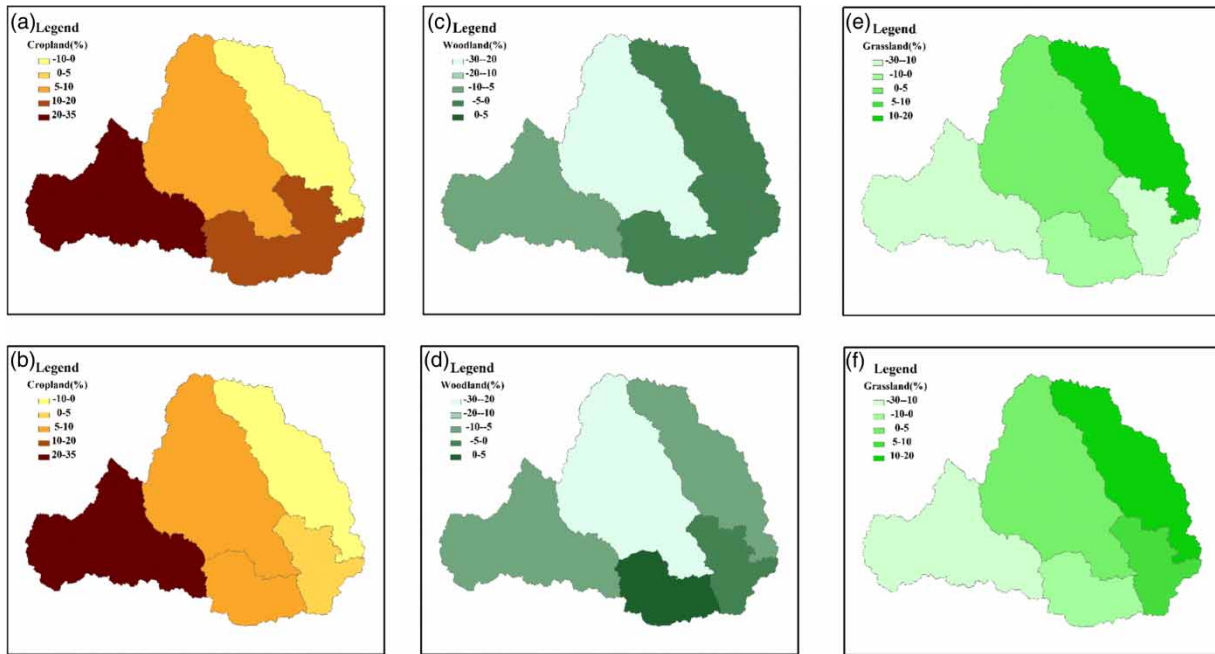 (a)
Legend
Cropland(%)
-10-0
0-5
5-10
10-20
20-35
(c)
Legend
Woodland(%)
-30--20
-20--10
-10--5
-5-0
0-5
(e)
Legend
Grassland(%)
-30--10
-10-0
0-5
5-10
10-20
(b)
Legend
Cropland(%)
-10-0
0-5
5-10
10-20
20-35
(d)
Legend
Woodland(%)
-30--20
-20--10
-10--5
-5-0
0-5
(f)
Legend
Grassland(%)
-30--10
-10-0
0-5
5-10
10-20